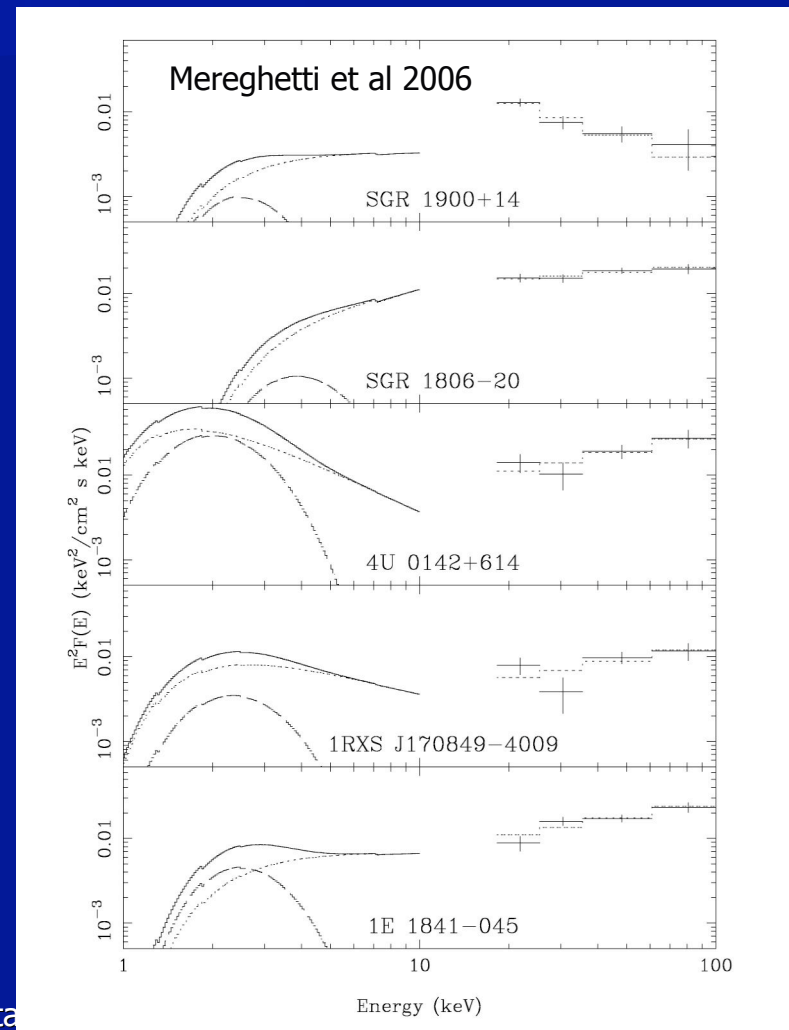 Mereghetti et al 2006
0.01
10⁻³
SGR 1900+14
0.01
10⁻³
SGR 1806−20
0.01
10⁻³
4U 0142+614
E²F(E) (keV²/cm² s keV)
0.01
10⁻³
1RXS J170849−4009
0.01
10⁻³
1E 1841−045
1
10
100
Energy (keV)